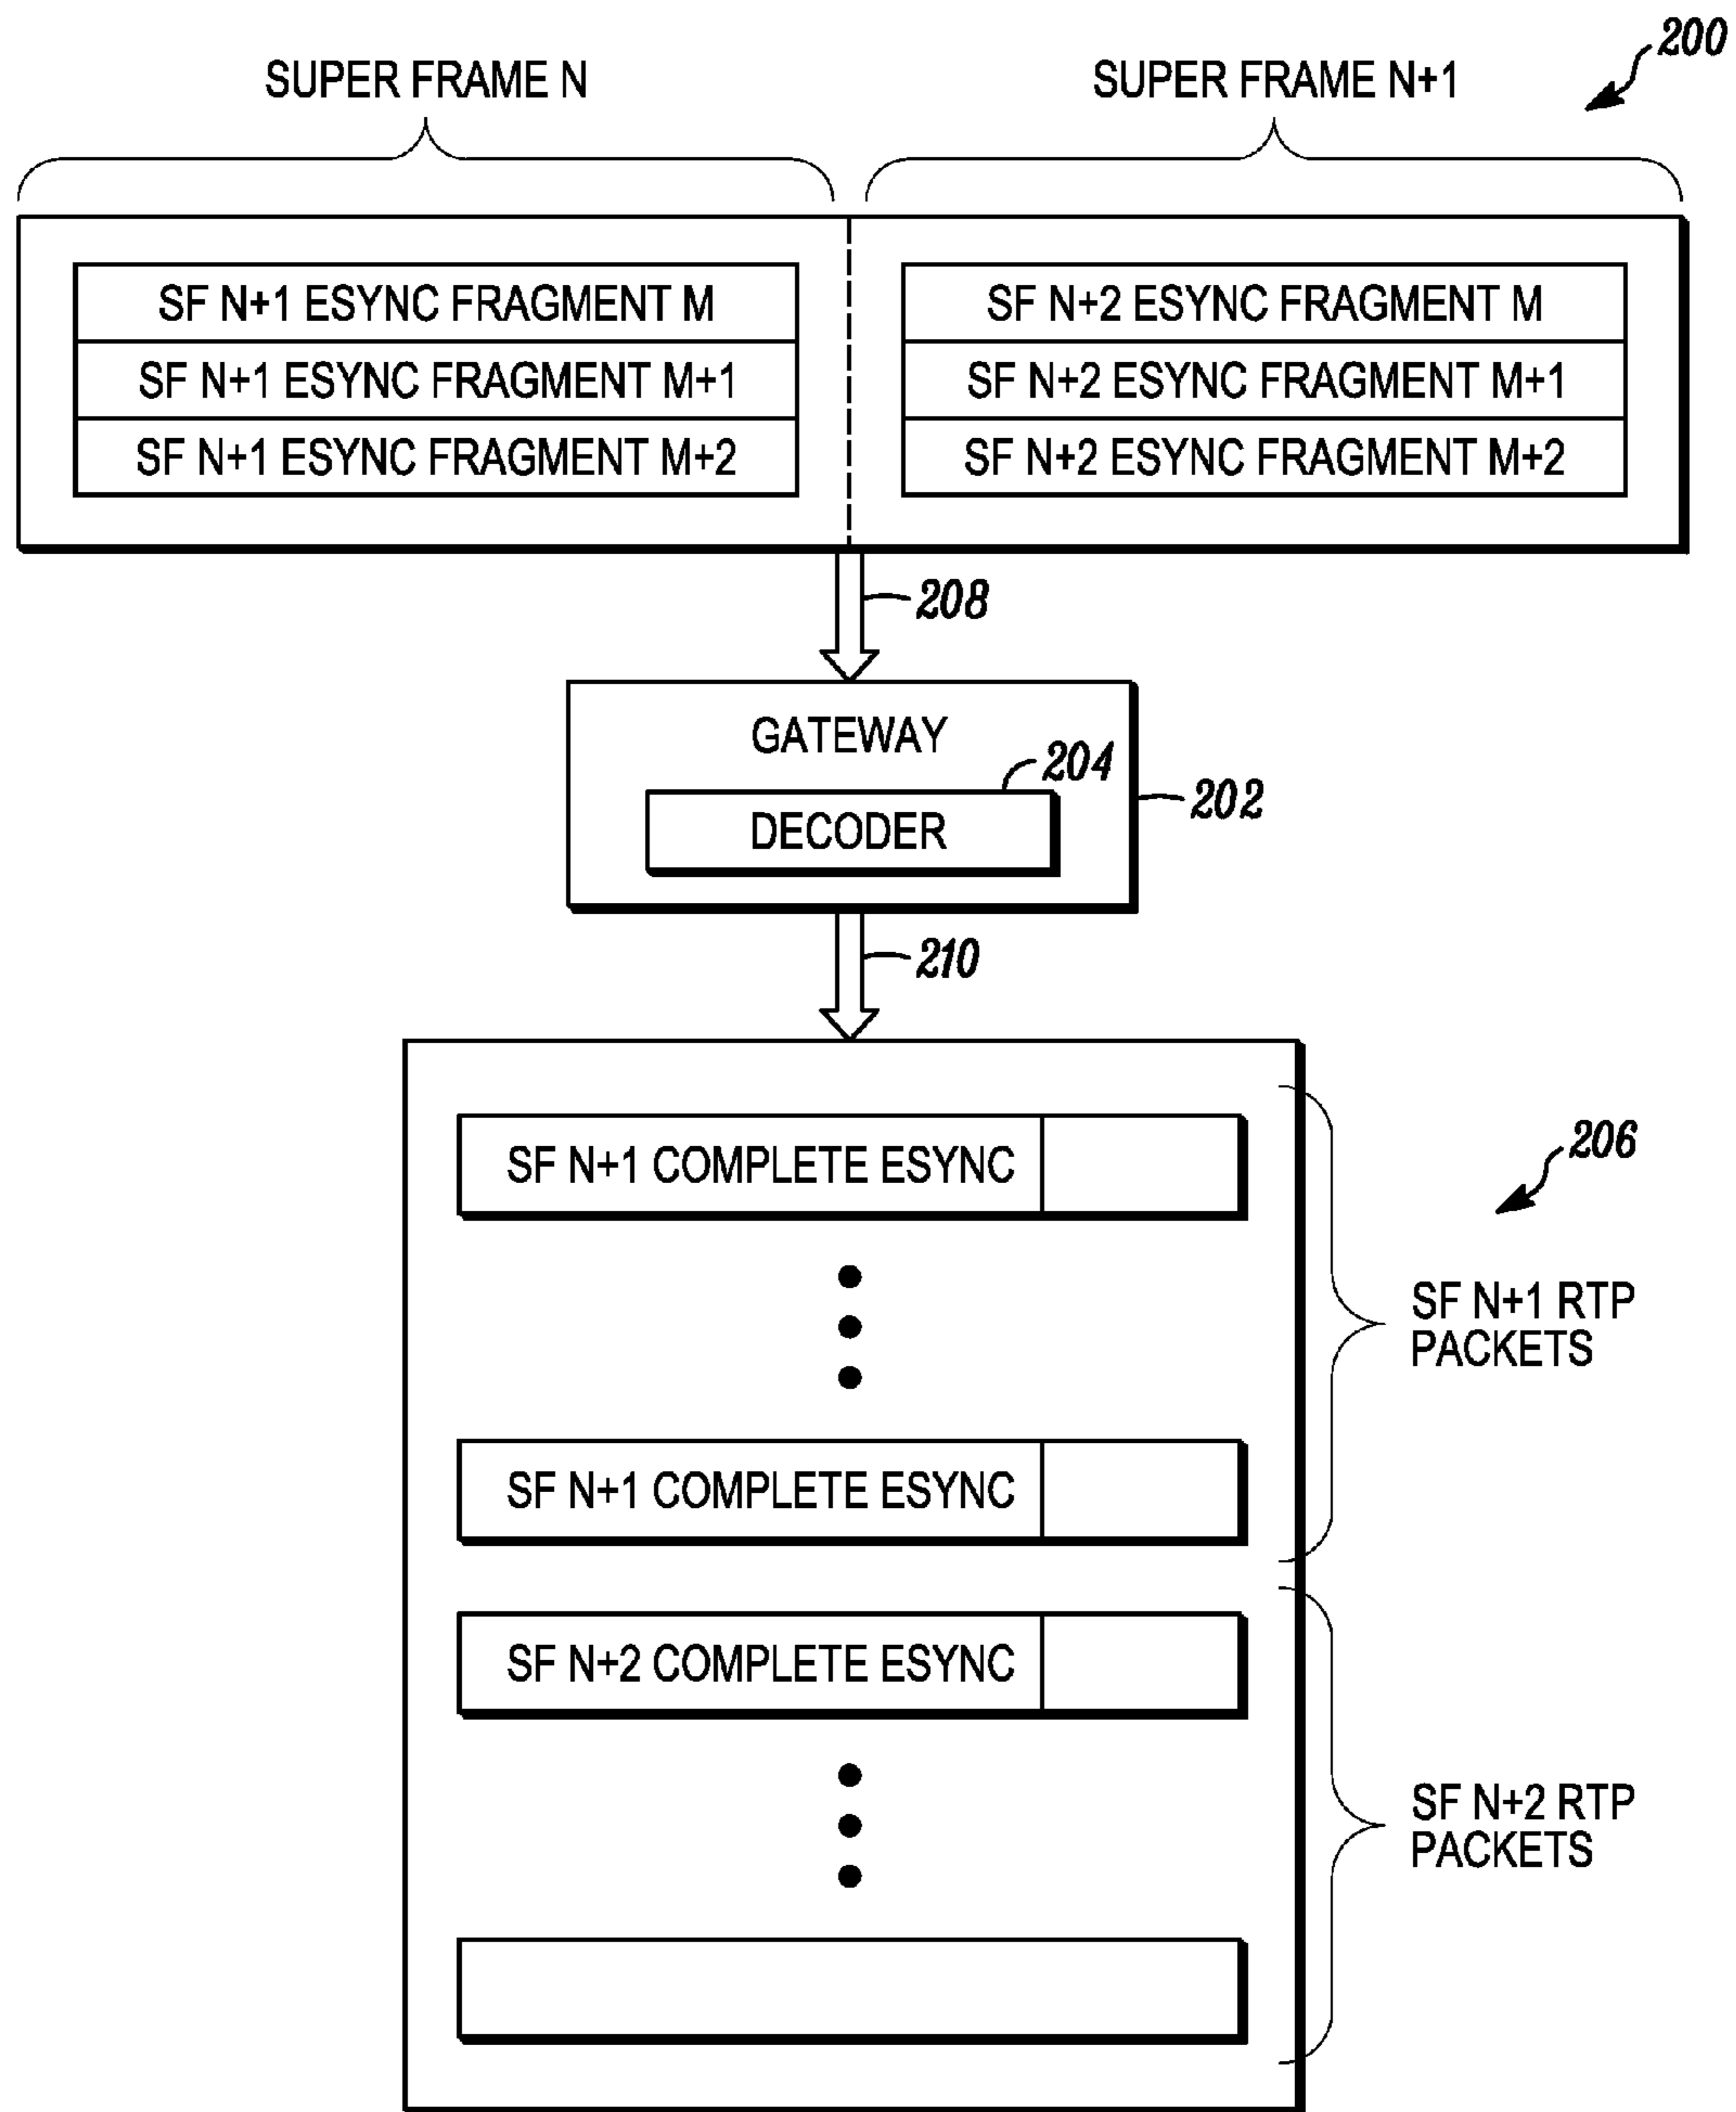 200
SUPER FRAME N
SUPER FRAME N+1
SF N+1 ESYNC FRAGMENT M
SF N+1 ESYNC FRAGMENT M+1
SF N+1 ESYNC FRAGMENT M+2
SF N+2 ESYNC FRAGMENT M
SF N+2 ESYNC FRAGMENT M+1
SF N+2 ESYNC FRAGMENT M+2
208
GATEWAY
204
DECODER
202
210
SF N+1 COMPLETE ESYNC
206
SF N+1 RTP
PACKETS
SF N+1 COMPLETE ESYNC
SF N+2 COMPLETE ESYNC
SF N+2 RTP
PACKETS